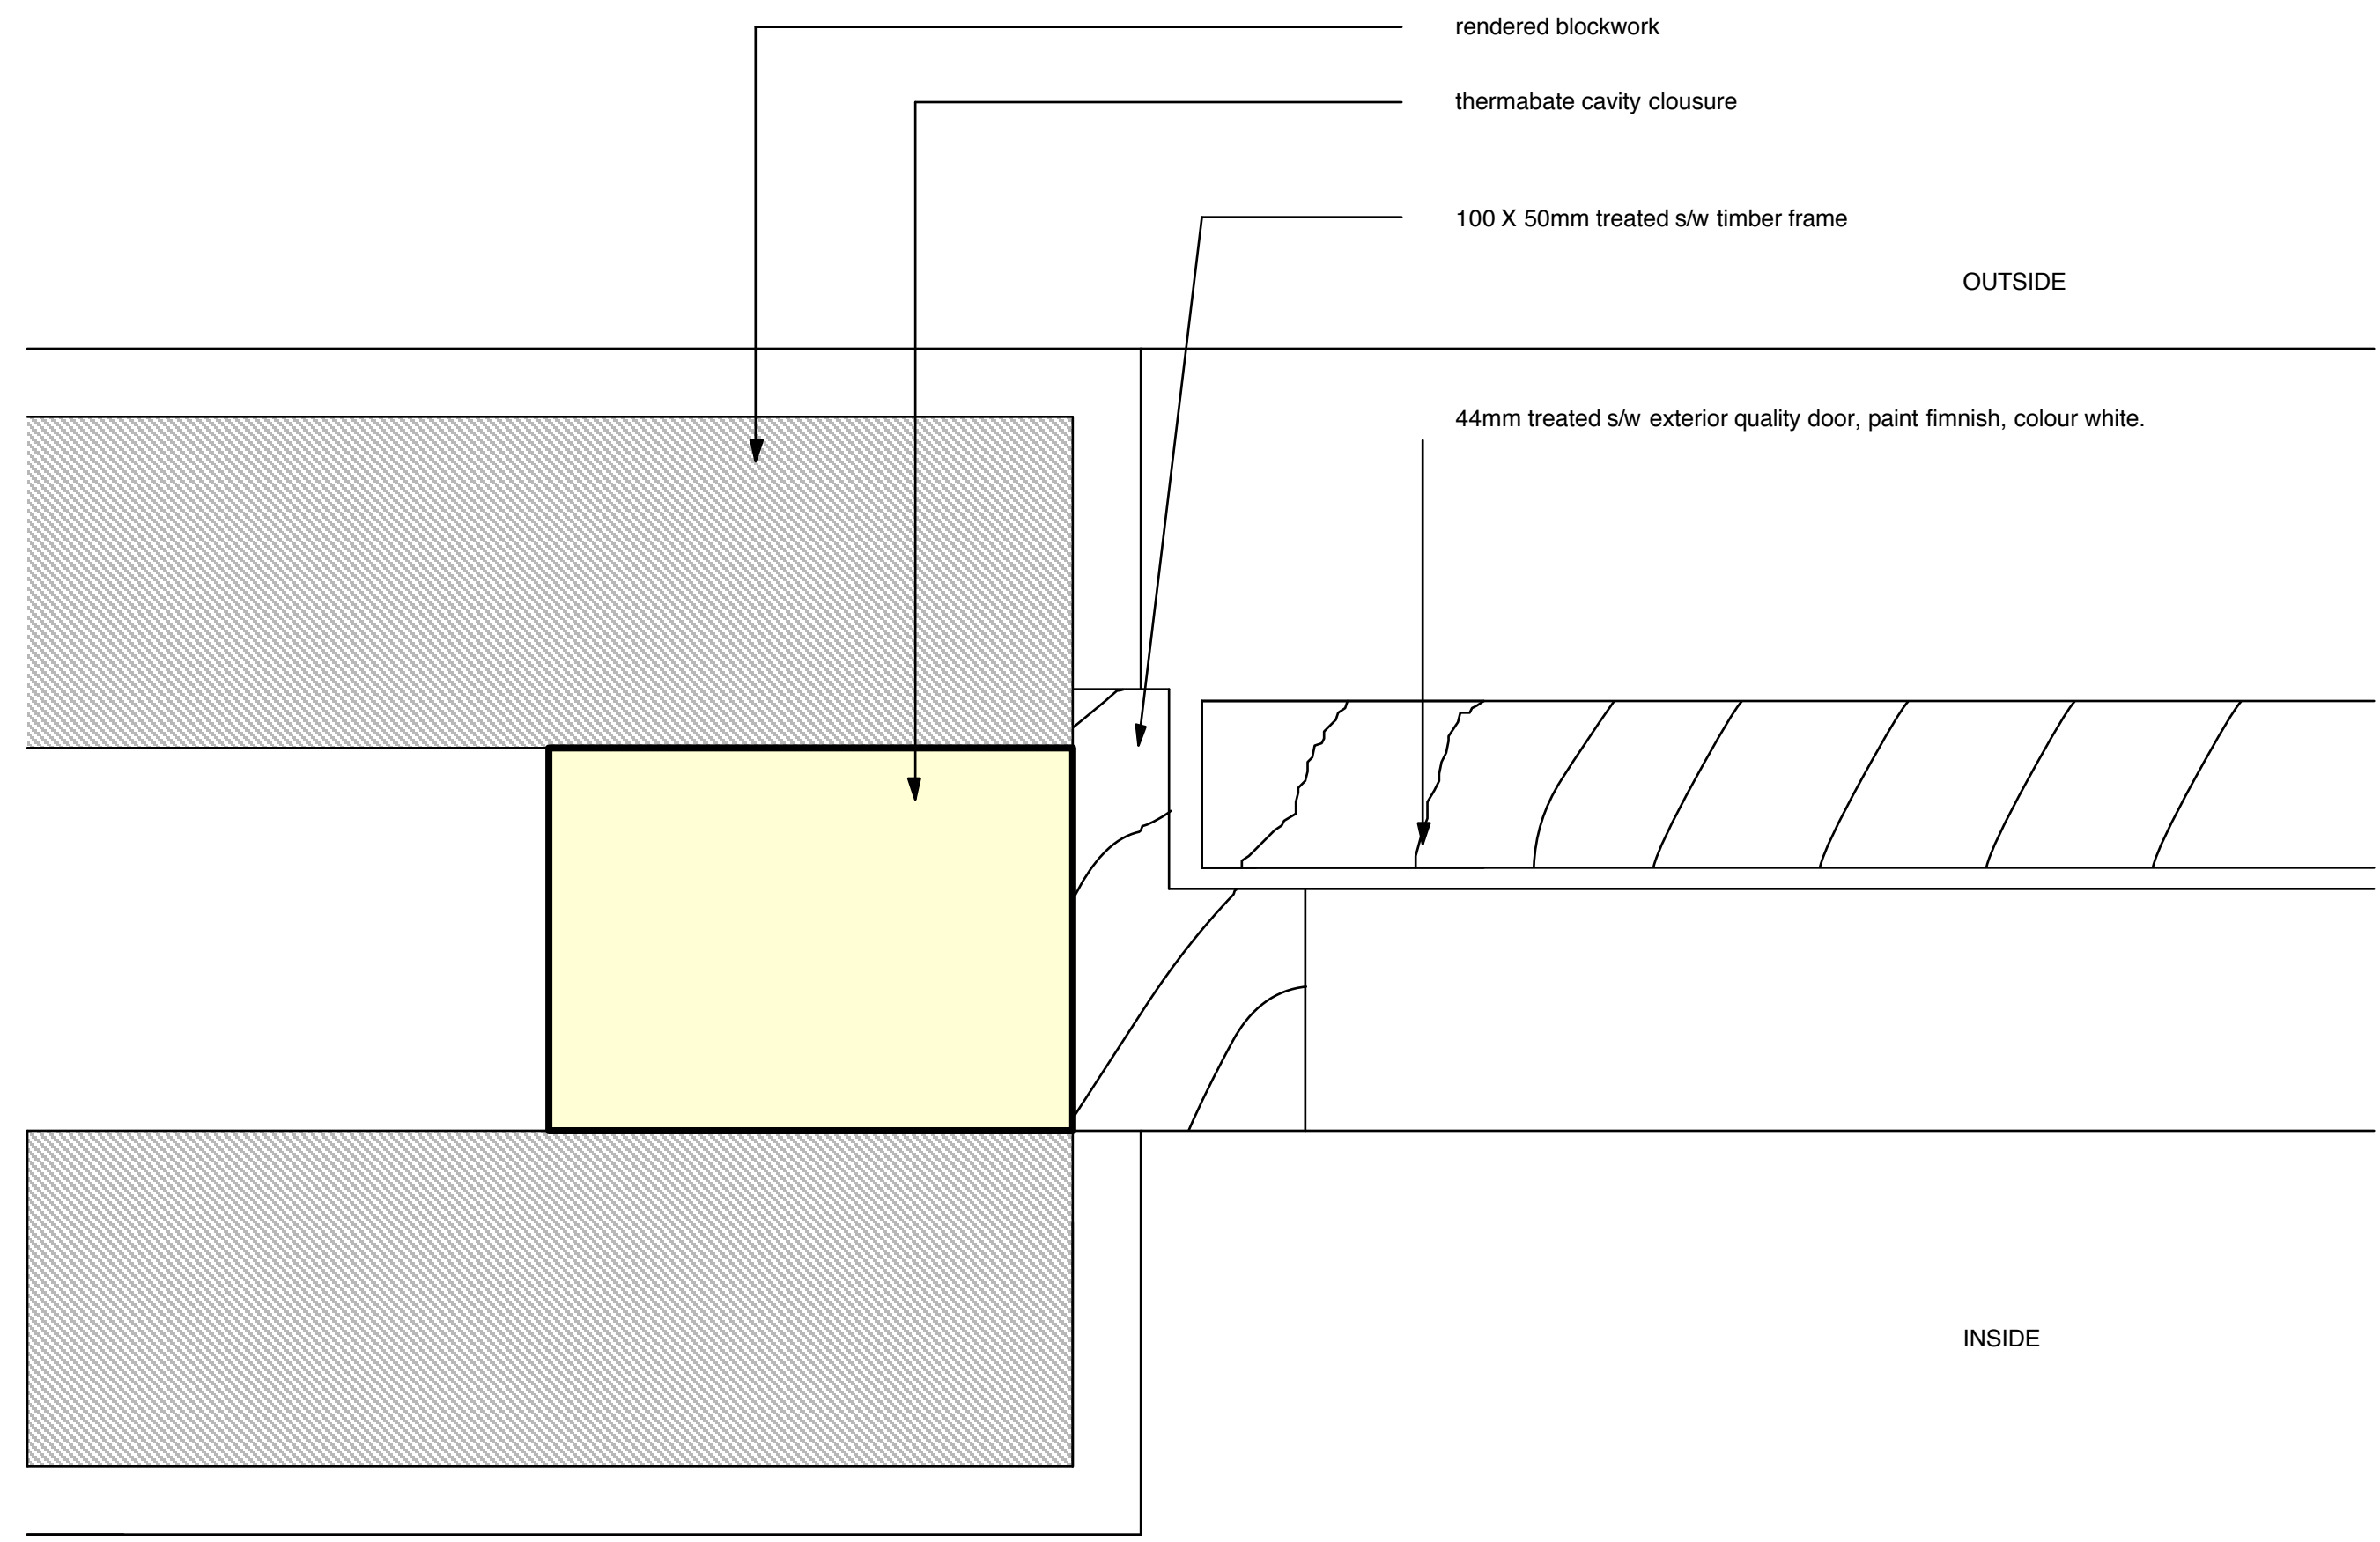 rendered blockwork
thermabate cavity clousure
100 X 50mm treated s/w timber frame
OUTSIDE
44mm treated s/w exterior quality door, paint fimnish, colour white.
INSIDE